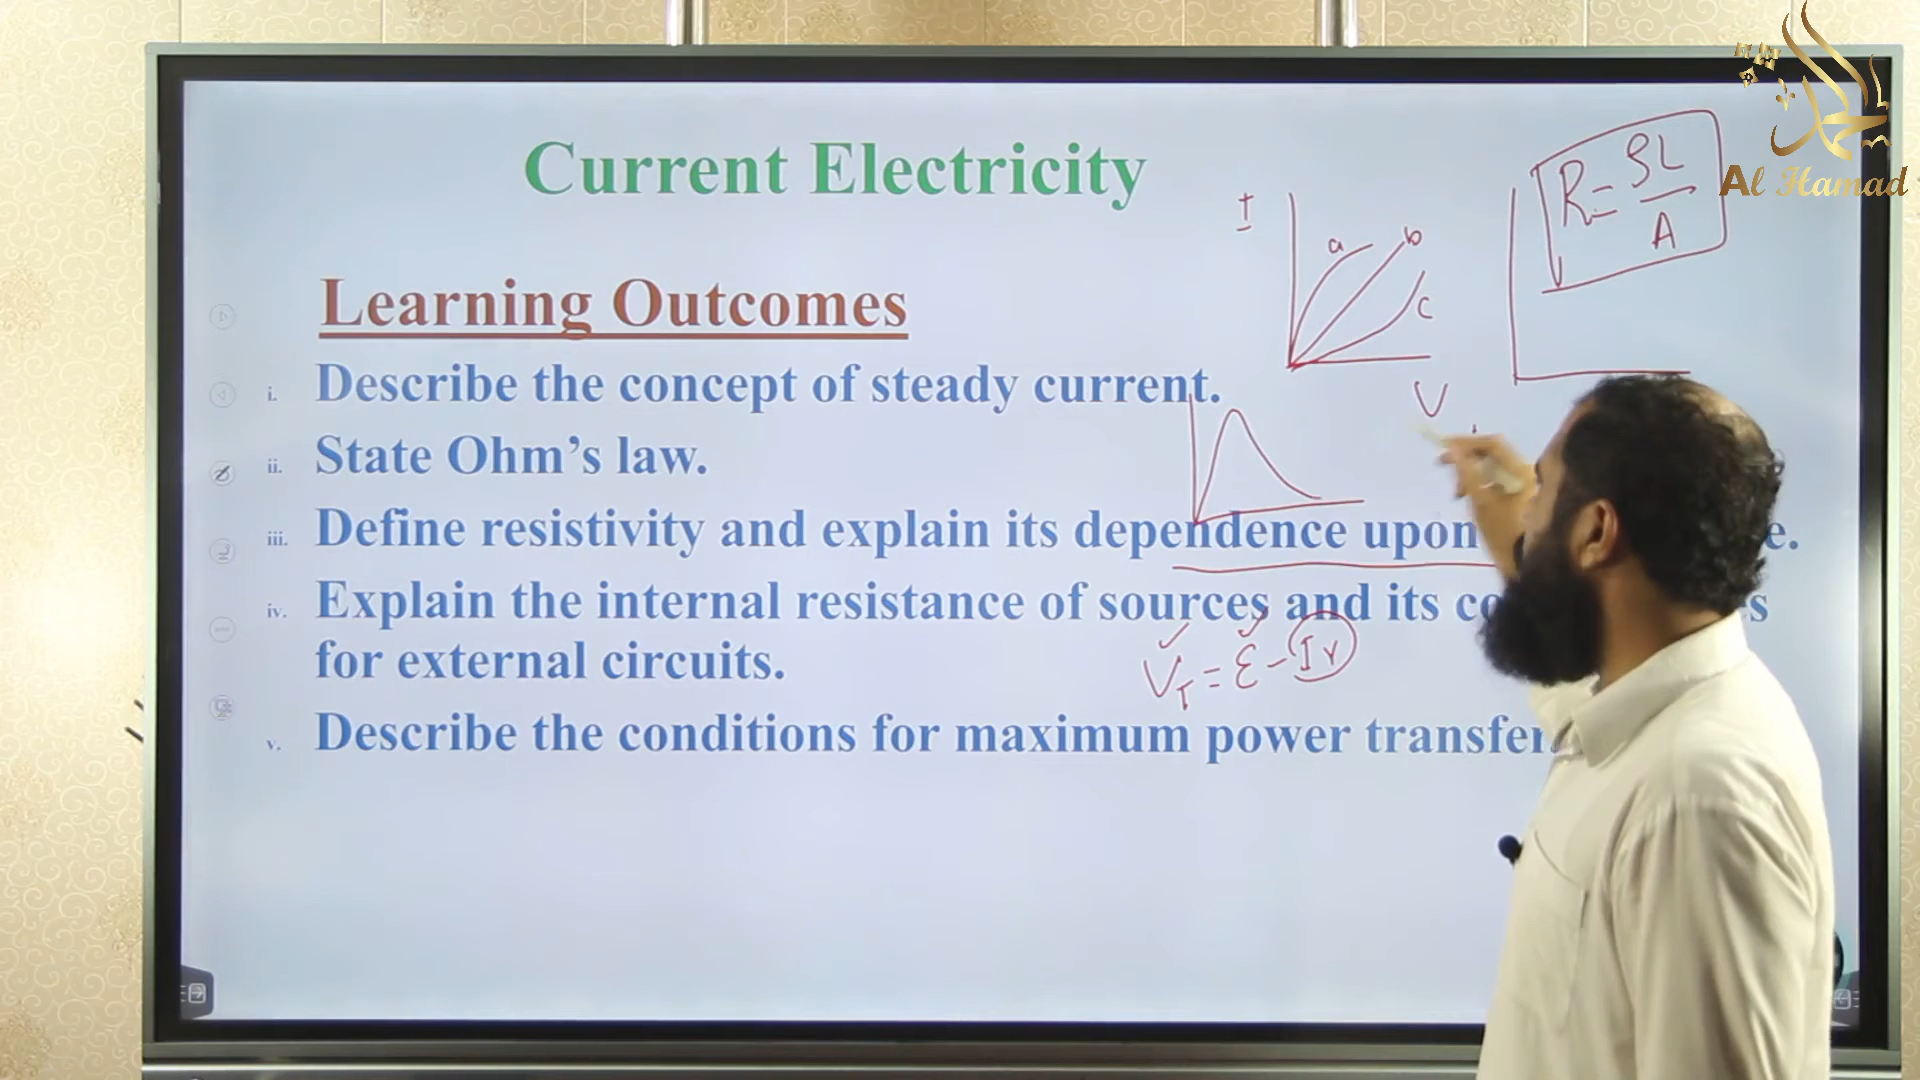 Al Hamad
Current Electricity
R = ρL
A
I
a
b
c
V
Learning Outcomes
i. Describe the concept of steady current.
ii. State Ohm’s law.
iii. Define resistivity and explain its dependence upon
iv. Explain the internal resistance of sources and its
for external circuits.
V_T = ε - Ir
v. Describe the conditions for maximum power transfer.